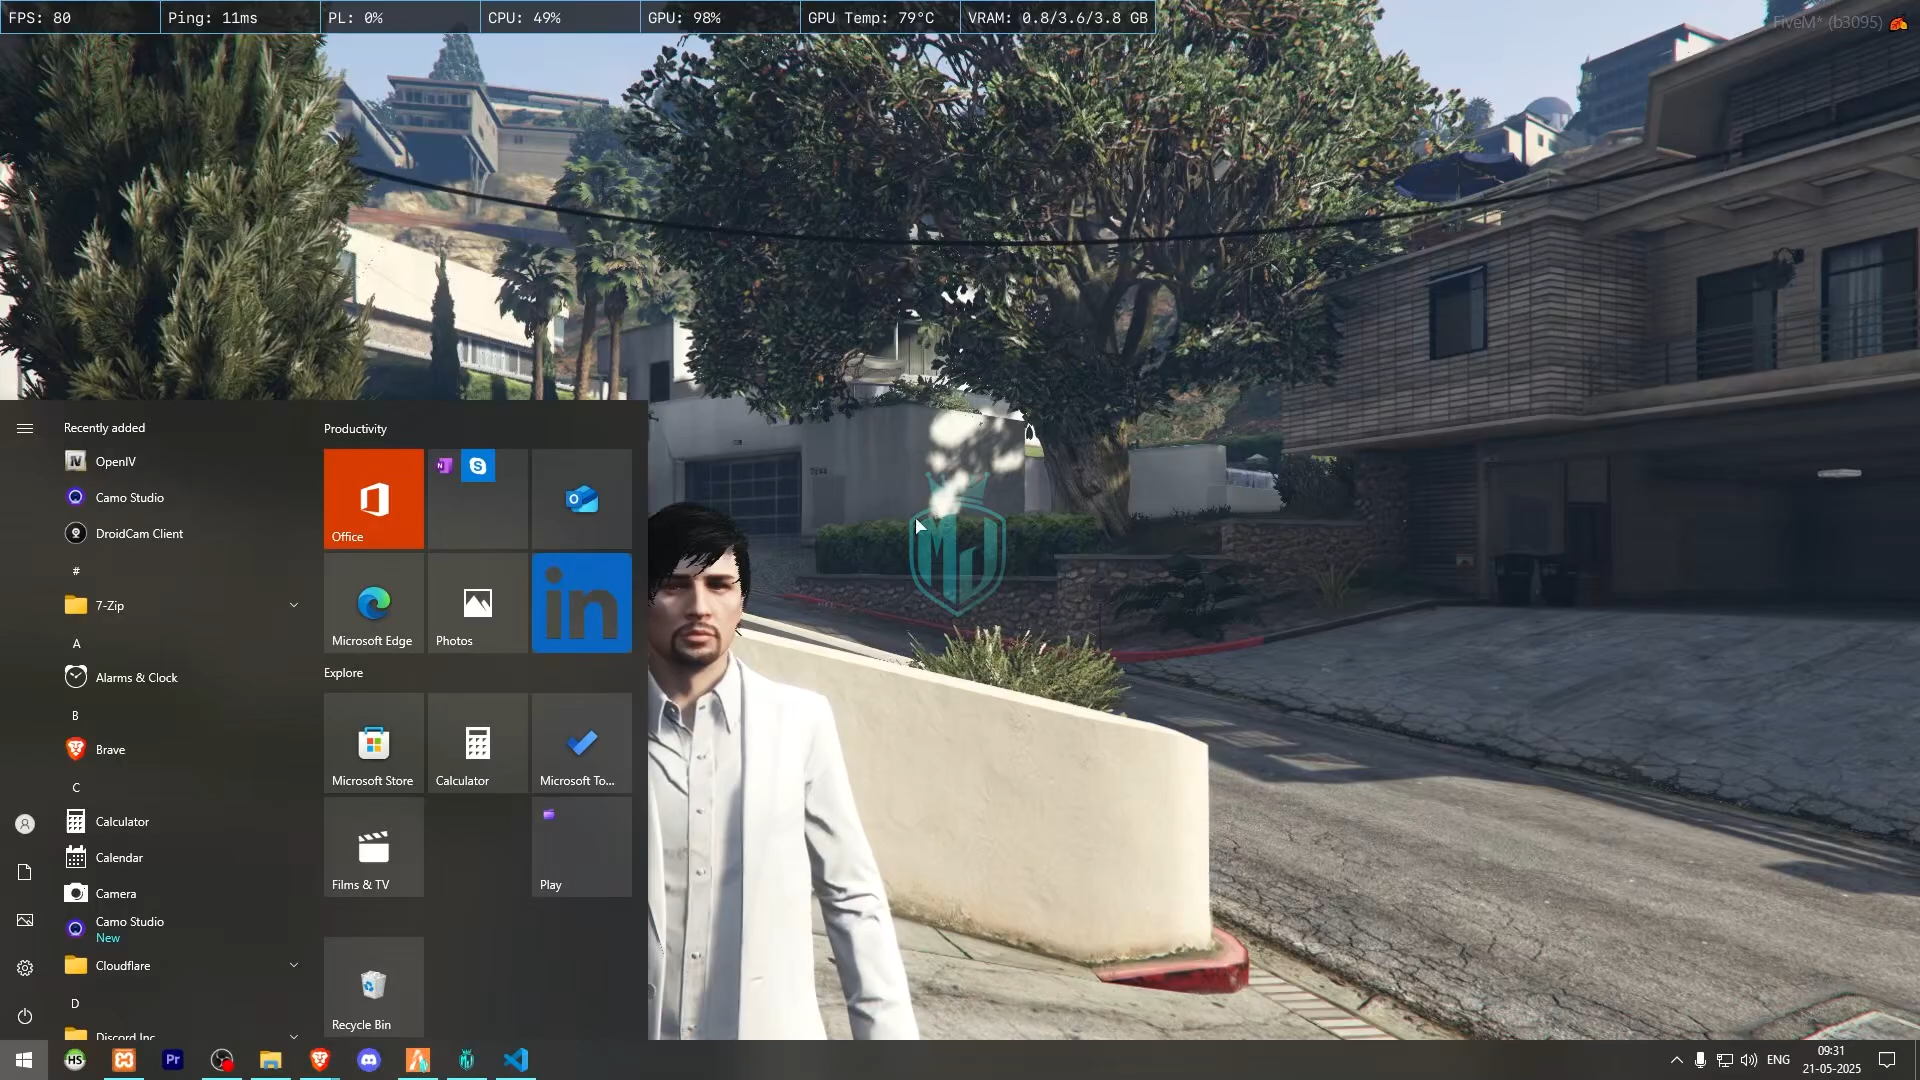 FPS: 80
Ping: 11ms
PL: 0%
CPU: 49%
GPU: 98%
GPU Temp: 79°C
VRAM: 0.8/3.6/3.8 GB
FiveM* (b3095)
Recently added
OpenIV
Camo Studio
DroidCam Client
#
7-Zip
A
Alarms & Clock
B
Brave
C
Calculator
Calendar
Camera
Camo Studio
New
Cloudflare
D
Discord Inc
Productivity
Office
Microsoft Edge
Photos
in
Explore
Microsoft Store
Calculator
Microsoft To...
Films & TV
Play
Recycle Bin
MJ
HS
Pr
ENG
09:31
21-05-2025